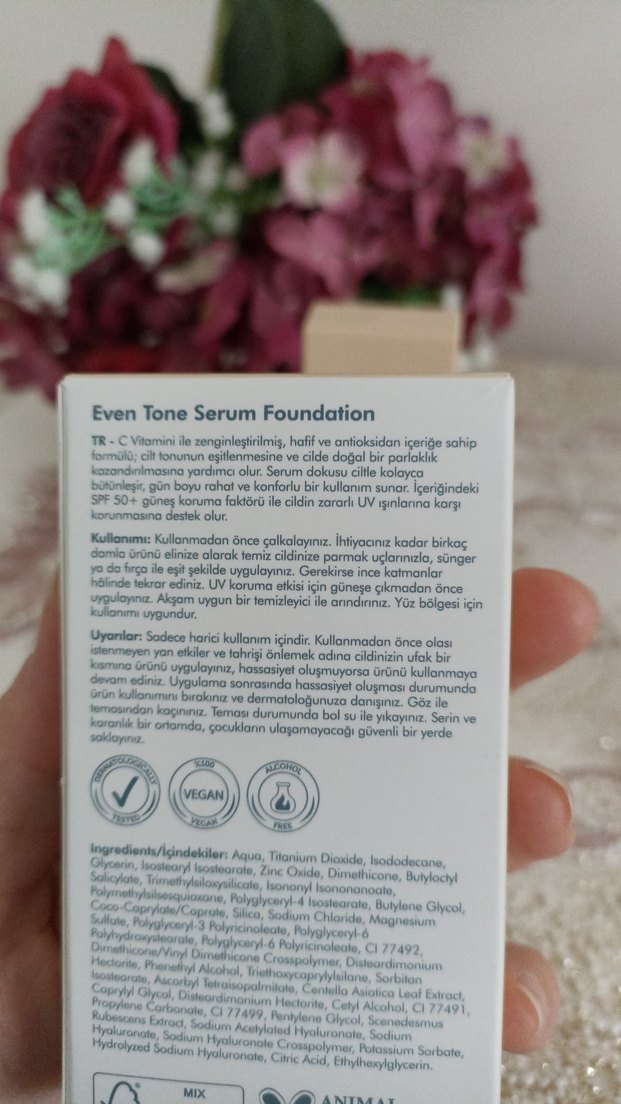 Even Tone Serum Foundation
TR - C Vitamini ile zenginleştirilmiş, hafif ve antioksidan içeriğe sahip
formülü; cilt tonunun eşitlenmesine ve cilde doğal bir parlaklık
kazandırılmasına yardımcı olur. Serum dokusu ciltle kolayca
bütünleşir, gün boyu rahat ve konforlu bir kullanım sunar. İçeriğindeki
SPF 50+ güneş koruma faktörü ile cildin zararlı UV ışınlarına karşı
korunmasına destek olur.
Kullanımı: Kullanmadan önce çalkalayınız. İhtiyacınız kadar birkaç
damla ürünü elinize alarak temiz cildinize parmak uçlarınızla, sünger
ya da fırça ile eşit şekilde uygulayınız. Gerekirse ince katmanlar
hâlinde tekrar ediniz. UV koruma etkisi için güneşe çıkmadan önce
uygulayınız. Akşam uygun bir temizleyici ile arındırınız. Yüz bölgesi için
kullanımı uygundur.
Uyarılar: Sadece harici kullanım içindir. Kullanmadan önce olası
istenmeyen yan etkiler ve tahrişi önlemek adına cildinizin ufak bir
kısmına ürünü uygulayınız, hassasiyet oluşmuyorsa ürünü kullanmaya
devam ediniz. Uygulama sonrasında hassasiyet oluşması durumunda
ürün kullanımını bırakınız ve dermatoloğunuza danışınız. Göz ile
temasından kaçınınız. Teması durumunda bol su ile yıkayınız. Serin ve
karanlık bir ortamda, çocukların ulaşamayacağı güvenli bir yerde
saklayınız.
DERMATOLOGICALLY TESTED
%100 VEGAN VEGAN
ALCOHOL FREE
Ingredients/İçindekiler: Aqua, Titanium Dioxide, Isododecane,
Glycerin, Isostearyl Isostearate, Zinc Oxide, Dimethicone, Butyloctyl
Salicylate, Trimethylsiloxysilicate, Isononyl Isononanoate,
Polymethylsilsesquioxane, Polyglyceryl-4 Isostearate, Butylene Glycol,
Coco-Caprylate/Caprate, Silica, Sodium Chloride, Magnesium
Sulfate, Polyglyceryl-3 Polyricinoleate, Polyglyceryl-6
Polyhydroxystearate, Polyglyceryl-6 Polyricinoleate, CI 77492,
Dimethicone/Vinyl Dimethicone Crosspolymer, Disteardimonium
Hectorite, Phenethyl Alcohol, Triethoxycaprylylsilane, Sorbitan
Isostearate, Ascorbyl Tetraisopalmitate, Centella Asiatica Leaf Extract,
Caprylyl Glycol, Disteardimonium Hectorite, Cetyl Alcohol, CI 77491,
Propylene Carbonate, CI 77499, Pentylene Glycol, Scenedesmus
Rubescens Extract, Sodium Acetylated Hyaluronate, Sodium
Hyaluronate, Sodium Hyaluronate Crosspolymer, Potassium Sorbate,
Hydrolyzed Sodium Hyaluronate, Citric Acid, Ethylhexylglycerin.
MIX
ANIMAL